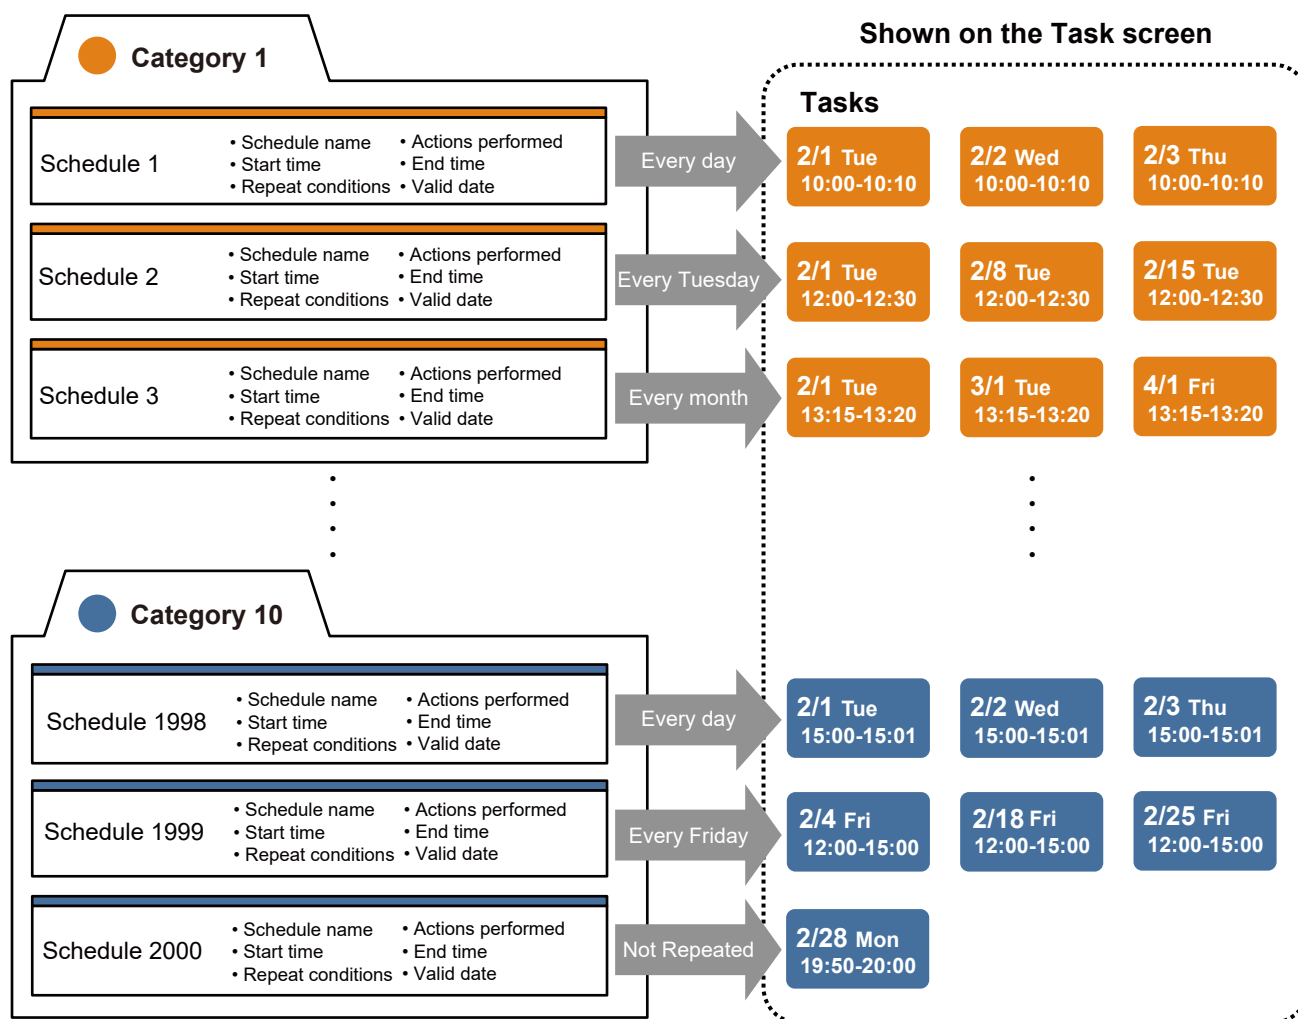 Shown on the Task screen
Category 1
Tasks
Schedule 1
• Schedule name
• Start time
• Repeat conditions
• Actions performed
• End time
• Valid date
Every day
2/1 Tue
10:00-10:10
2/2 Wed
10:00-10:10
2/3 Thu
10:00-10:10
Schedule 2
• Schedule name
• Start time
• Repeat conditions
• Actions performed
• End time
• Valid date
Every Tuesday
2/1 Tue
12:00-12:30
2/8 Tue
12:00-12:30
2/15 Tue
12:00-12:30
Schedule 3
• Schedule name
• Start time
• Repeat conditions
• Actions performed
• End time
• Valid date
Every month
2/1 Tue
13:15-13:20
3/1 Tue
13:15-13:20
4/1 Fri
13:15-13:20
Category 10
Schedule 1998
• Schedule name
• Start time
• Repeat conditions
• Actions performed
• End time
• Valid date
Every day
2/1 Tue
15:00-15:01
2/2 Wed
15:00-15:01
2/3 Thu
15:00-15:01
Schedule 1999
• Schedule name
• Start time
• Repeat conditions
• Actions performed
• End time
• Valid date
Every Friday
2/4 Fri
12:00-15:00
2/18 Fri
12:00-15:00
2/25 Fri
12:00-15:00
Schedule 2000
• Schedule name
• Start time
• Repeat conditions
• Actions performed
• End time
• Valid date
Not Repeated
2/28 Mon
19:50-20:00